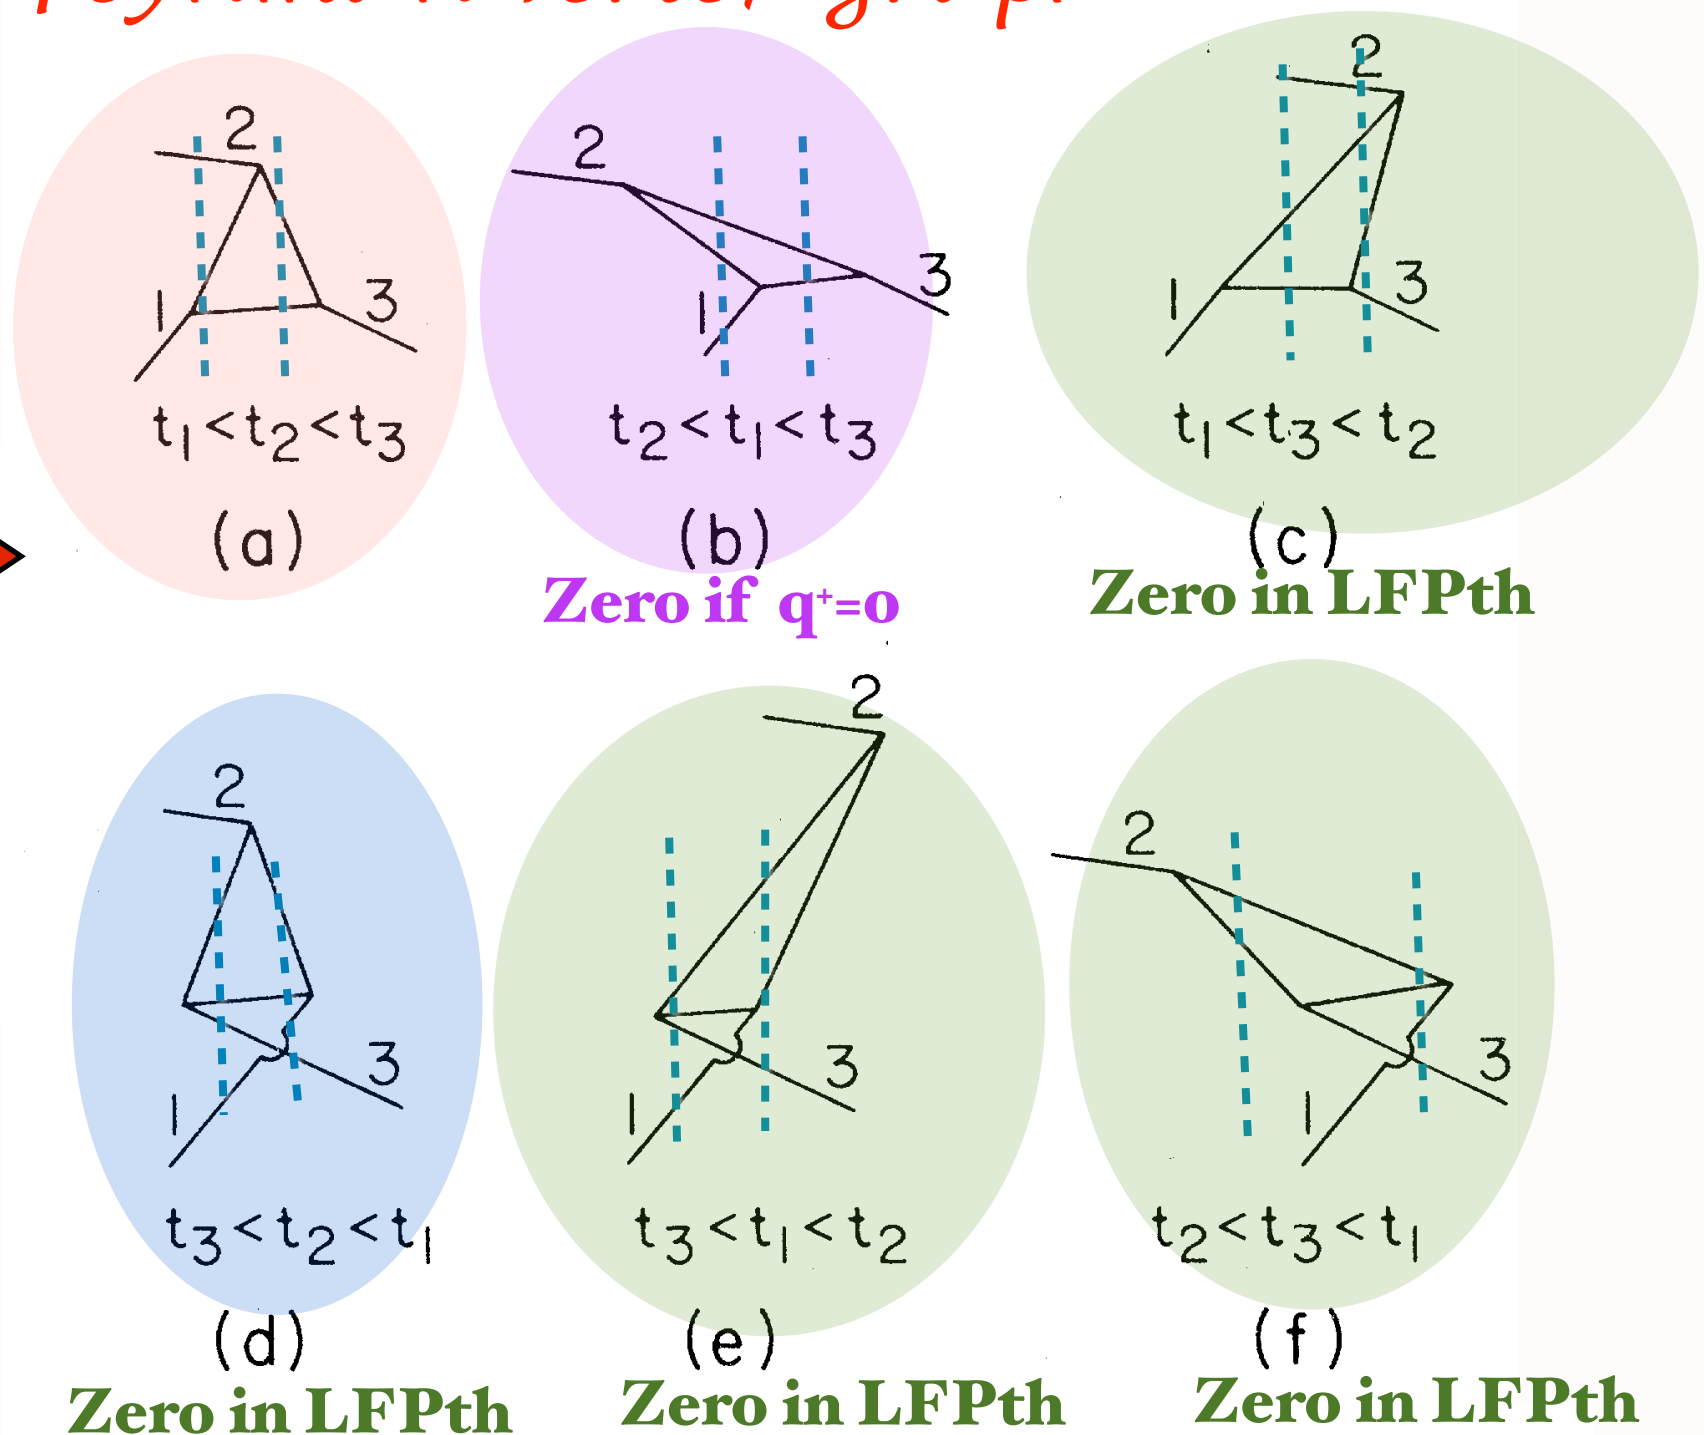 2 2 2
1 3 1 3 1 3
t₁<t₂<t₃ t₂<t₁<t₃ t₁<t₃<t₂
(a) (b) (c)
Zero if q⁺=0 Zero in LFPth
2 2 2
1 3 1 3 1 3
t₃<t₂<t₁ t₃<t₁<t₂ t₂<t₃<t₁
(d) (e) (f)
Zero in LFPth Zero in LFPth Zero in LFPth